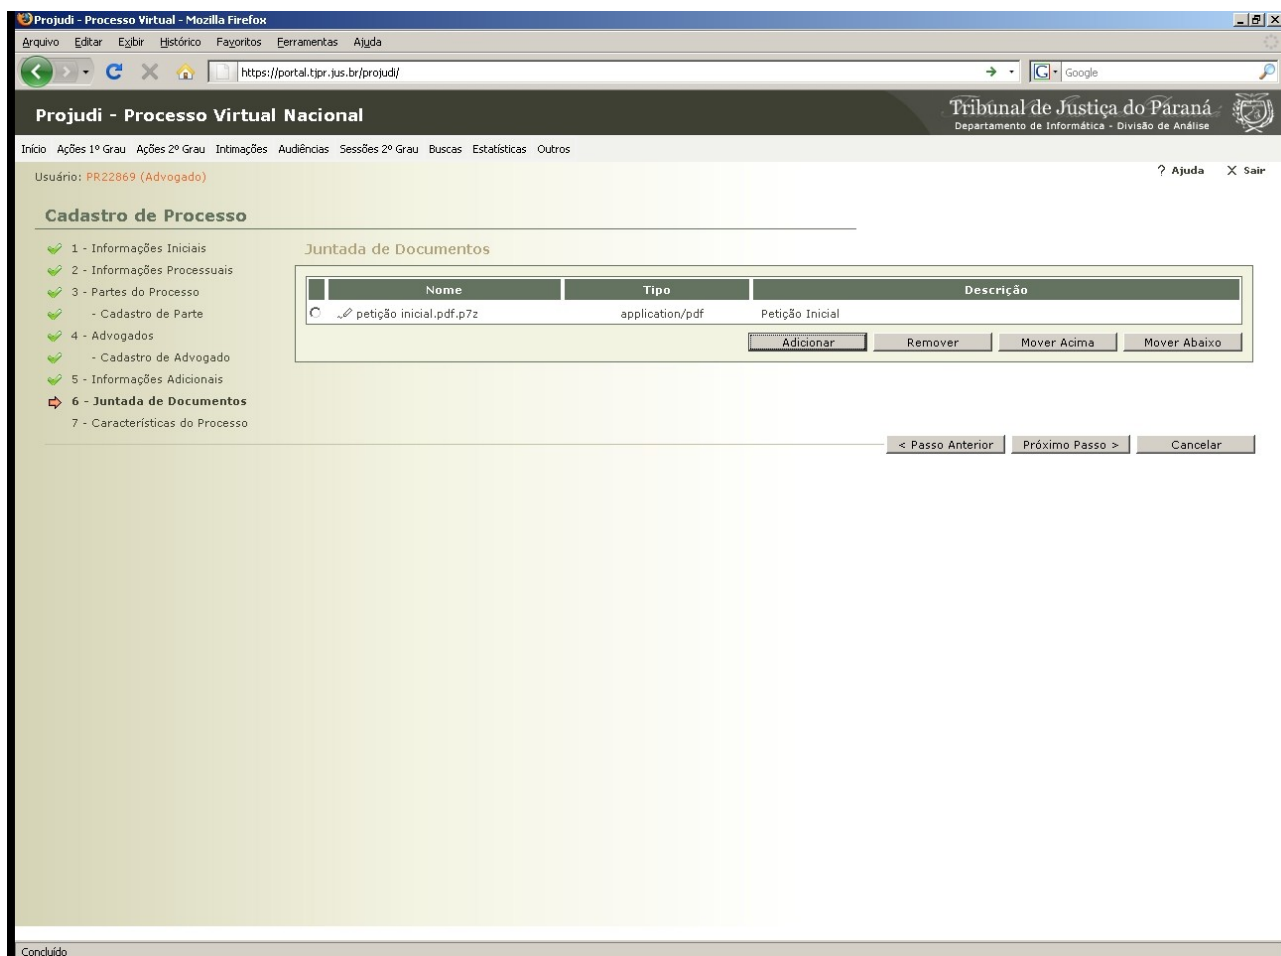 Projudi - Processo Virtual - Mozilla Firefox
Arquivo Editar Exibir Histórico Favoritos Ferramentas Ajuda
https://portal.tjpr.jus.br/projudi/
G Google
Projudi - Processo Virtual Nacional
Tribunal de Justiça do Paraná
Departamento de Informática - Divisão de Análise
Início Ações 1º Grau Ações 2º Grau Intimações Audiências Sessões 2º Grau Buscas Estatísticas Outros
Usuário: PR22869 (Advogado)
? Ajuda X Sair
Cadastro de Processo
1 - Informações Iniciais
2 - Informações Processuais
3 - Partes do Processo
- Cadastro de Parte
4 - Advogados
- Cadastro de Advogado
5 - Informações Adicionais
6 - Juntada de Documentos
7 - Características do Processo
Juntada de Documentos
Nome Tipo Descrição
petição inicial.pdf.p7z application/pdf Petição Inicial
Adicionar Remover Mover Acima Mover Abaixo
< Passo Anterior Próximo Passo > Cancelar
Concluído